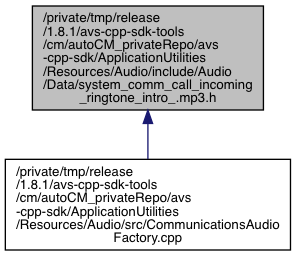 /private/tmp/release
/1.8.1/avs-cpp-sdk-tools
/cm/autoCM_privateRepo/avs
-cpp-sdk/ApplicationUtilities
/Resources/Audio/include/Audio
/Data/system_comm_call_incoming
_ringtone_intro_.mp3.h
/private/tmp/release
/1.8.1/avs-cpp-sdk-tools
/cm/autoCM_privateRepo/avs
-cpp-sdk/ApplicationUtilities
/Resources/Audio/src/CommunicationsAudio
Factory.cpp